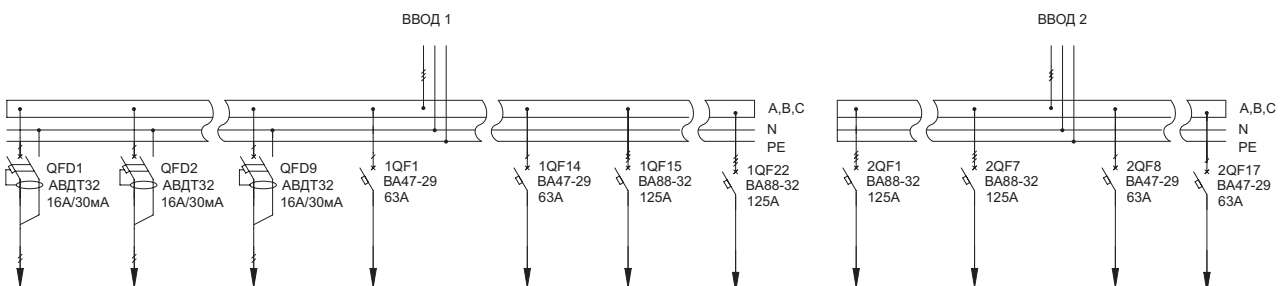 ВВОД 1
ВВОД 2
A,B,C
N
PE
A,B,C
N
PE
QFD1
АВДТ32
16А/30мА
QFD2
АВДТ32
16А/30мА
QFD9
АВДТ32
16А/30мА
1QF1
ВА47-29
63А
1QF14
ВА47-29
63А
1QF15
ВА88-32
125А
1QF22
ВА88-32
125А
2QF1
ВА88-32
125А
2QF7
ВА88-32
125А
2QF8
ВА47-29
63А
2QF17
ВА47-29
63А